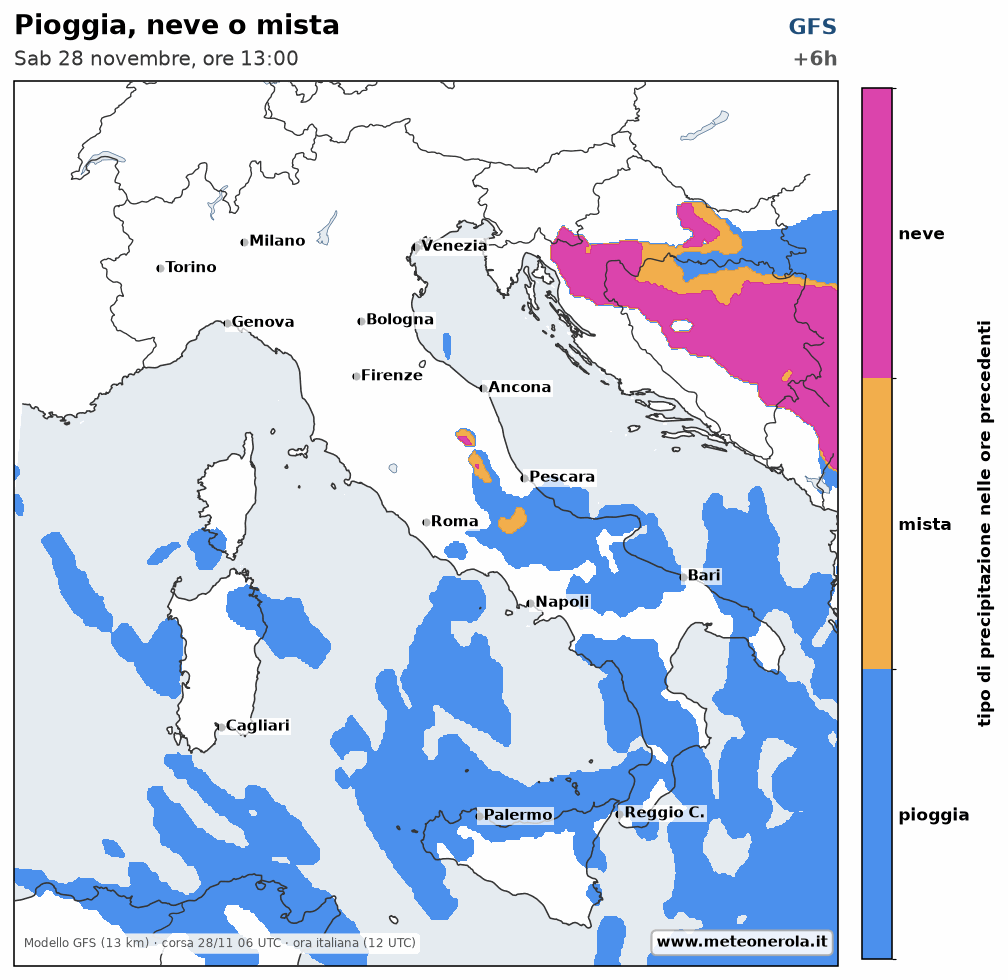 Pioggia, neve o mista
GFS
Sab 28 novembre, ore 13:00
+6h
neve
Milano
Venezia
Torino
Genova
Bologna
Firenze
Ancona
Pescara
Roma
mista
Bari
Napoli
Cagliari
Palermo
Reggio C.
pioggia
tipo di precipitazione nelle ore precedenti
Modello GFS (13 km) · corsa 28/11 06 UTC · ora italiana (12 UTC)
www.meteonerola.it